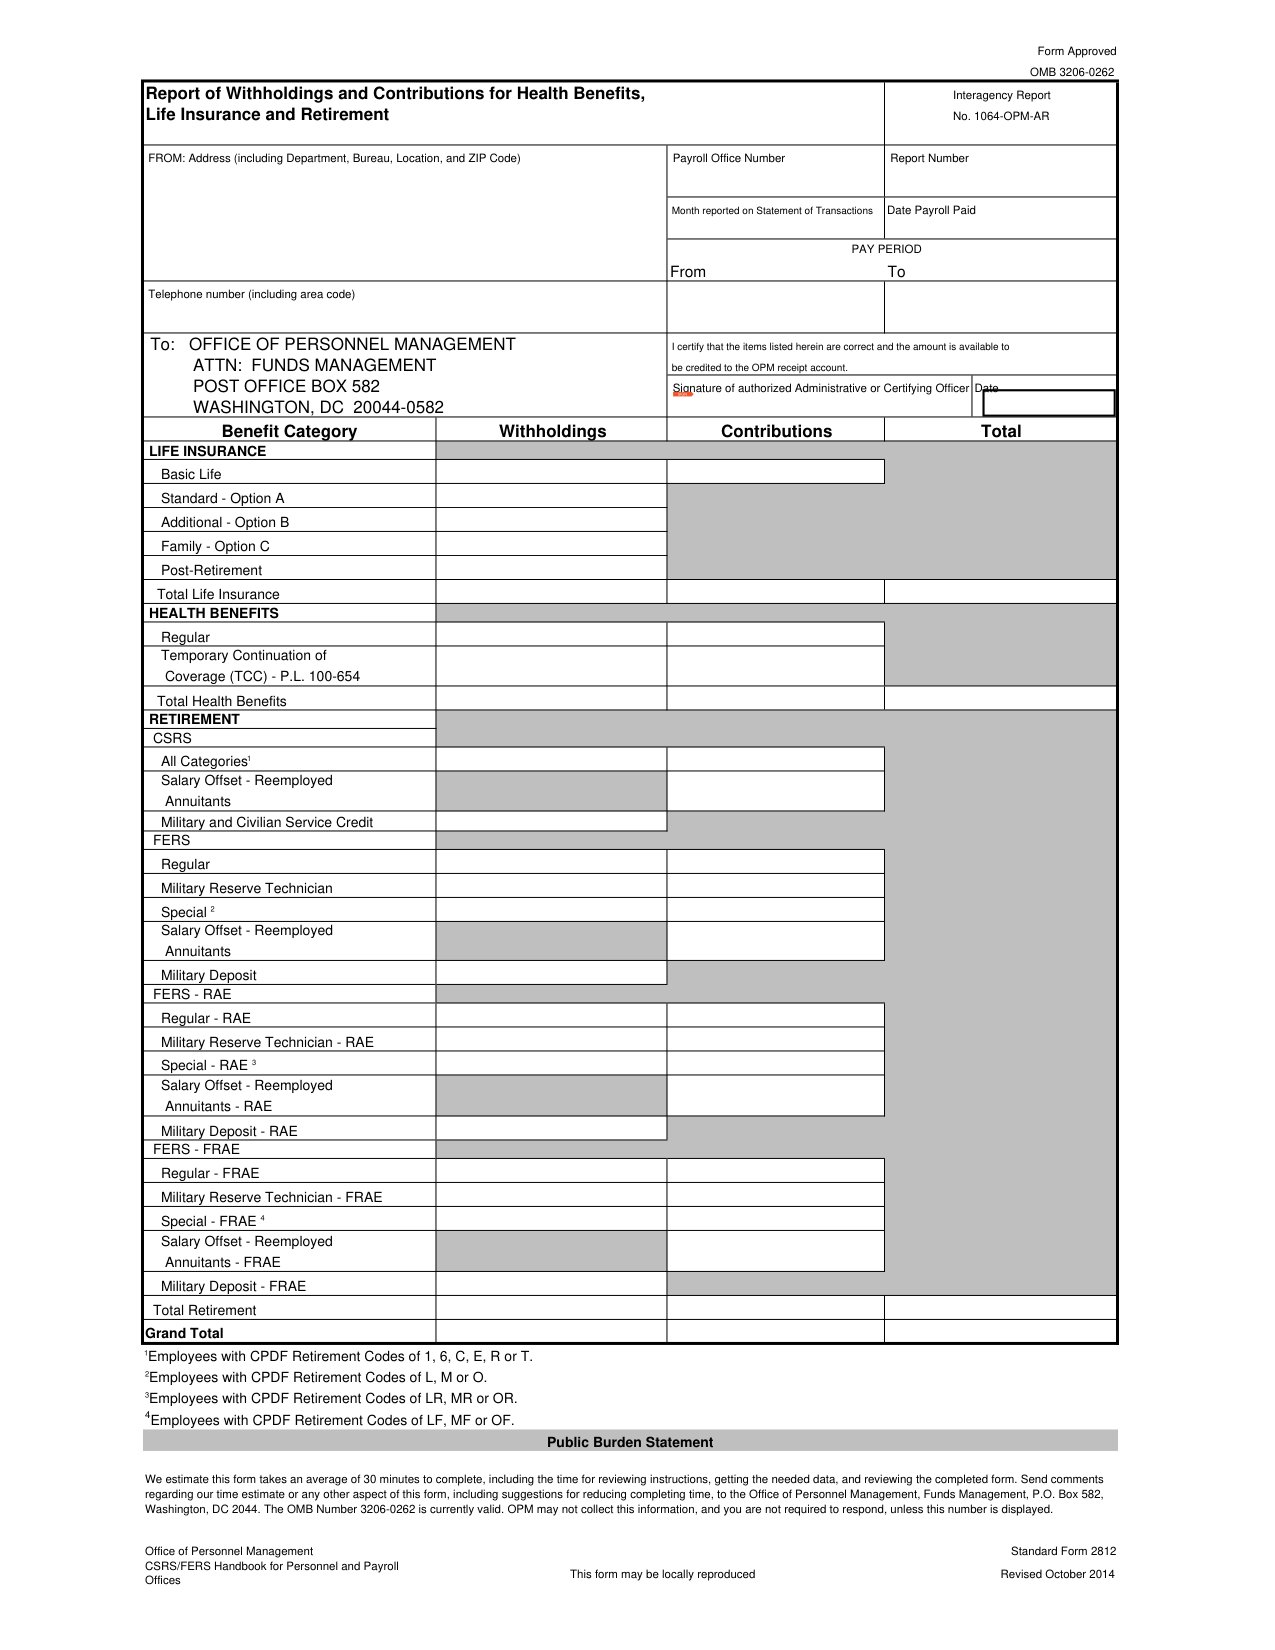 Form Approved
OMB 3206-0262
Report of Withholdings and Contributions for Health Benefits,
Life Insurance and Retirement
Interagency Report
No. 1064-OPM-AR
FROM: Address (including Department, Bureau, Location, and ZIP Code)
Payroll Office Number
Report Number
Month reported on Statement of Transactions
Date Payroll Paid
PAY PERIOD
From
To
Telephone number (including area code)
To: OFFICE OF PERSONNEL MANAGEMENT
ATTN: FUNDS MANAGEMENT
POST OFFICE BOX 582
WASHINGTON, DC 20044-0582
I certify that the items listed herein are correct and the amount is available to
be credited to the OPM receipt account.
Signature of authorized Administrative or Certifying Officer
Date
Benefit Category Withholdings Contributions Total
LIFE INSURANCE
Basic Life
Standard - Option A
Additional - Option B
Family - Option C
Post-Retirement
Total Life Insurance
HEALTH BENEFITS
Regular
Temporary Continuation of
Coverage (TCC) - P.L. 100-654
Total Health Benefits
RETIREMENT
CSRS
All Categories¹
Salary Offset - Reemployed
Annuitants
Military and Civilian Service Credit
FERS
Regular
Military Reserve Technician
Special ²
Salary Offset - Reemployed
Annuitants
Military Deposit
FERS - RAE
Regular - RAE
Military Reserve Technician - RAE
Special - RAE ³
Salary Offset - Reemployed
Annuitants - RAE
Military Deposit - RAE
FERS - FRAE
Regular - FRAE
Military Reserve Technician - FRAE
Special - FRAE ⁴
Salary Offset - Reemployed
Annuitants - FRAE
Military Deposit - FRAE
Total Retirement
Grand Total
¹Employees with CPDF Retirement Codes of 1, 6, C, E, R or T.
²Employees with CPDF Retirement Codes of L, M or O.
³Employees with CPDF Retirement Codes of LR, MR or OR.
⁴Employees with CPDF Retirement Codes of LF, MF or OF.
Public Burden Statement
We estimate this form takes an average of 30 minutes to complete, including the time for reviewing instructions, getting the needed data, and reviewing the completed form. Send comments
regarding our time estimate or any other aspect of this form, including suggestions for reducing completing time, to the Office of Personnel Management, Funds Management, P.O. Box 582,
Washington, DC 2044. The OMB Number 3206-0262 is currently valid. OPM may not collect this information, and you are not required to respond, unless this number is displayed.
Office of Personnel Management
CSRS/FERS Handbook for Personnel and Payroll
Offices
This form may be locally reproduced
Standard Form 2812
Revised October 2014